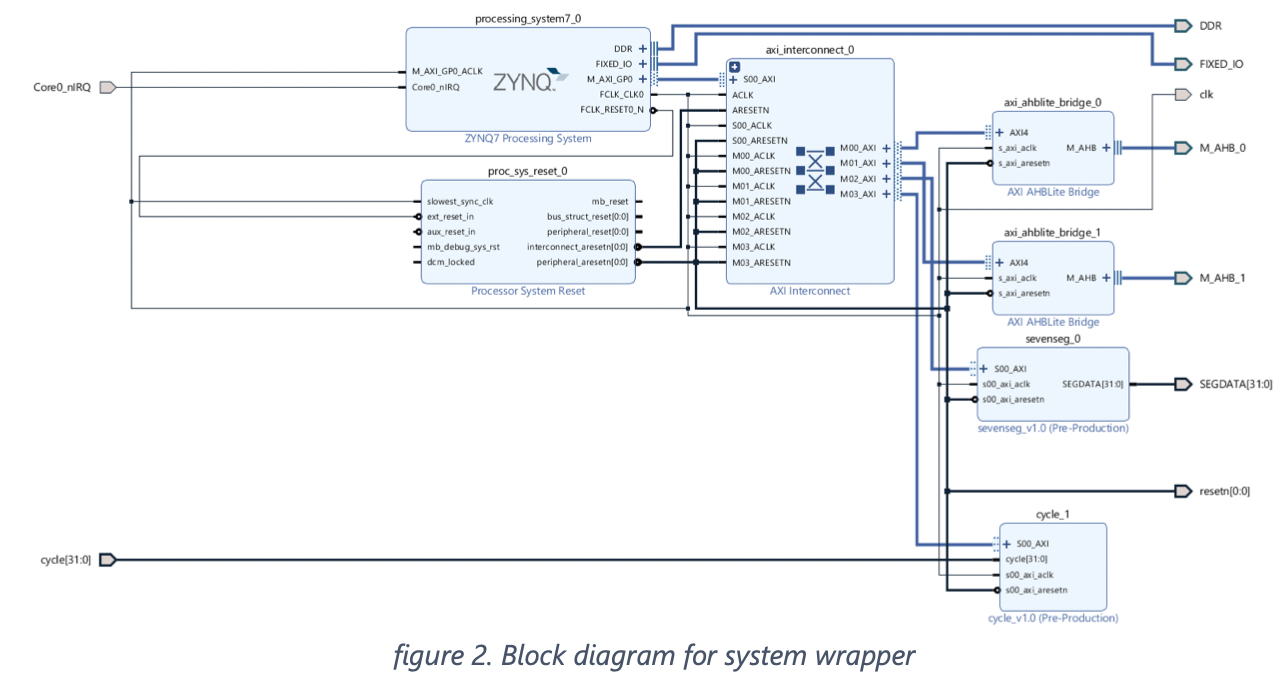 processing_system7_0
DDR
FIXED_IO
M_AXI_GP0_ACLK
M_AXI_GP0
Core0_nIRQ
FCLK_CLK0
FCLK_RESET0_N
ZYNQ
ZYNQ7 Processing System
Core0_nIRQ
proc_sys_reset_0
slowest_sync_clk
mb_reset
ext_reset_in
bus_struct_reset[0:0]
aux_reset_in
peripheral_reset[0:0]
mb_debug_sys_rst
interconnect_aresetn[0:0]
dcm_locked
peripheral_aresetn[0:0]
Processor System Reset
axi_interconnect_0
S00_AXI
ACLK
ARESETN
S00_ACLK
S00_ARESETN
M00_ACLK
M00_ARESETN
M01_ACLK
M01_ARESETN
M02_ACLK
M02_ARESETN
M03_ACLK
M03_ARESETN
M00_AXI
M01_AXI
M02_AXI
M03_AXI
AXI Interconnect
DDR
FIXED_IO
clk
axi_ahblite_bridge_0
AXI4
s_axi_aclk
M_AHB
s_axi_aresetn
AXI AHBLite Bridge
M_AHB_0
axi_ahblite_bridge_1
AXI4
s_axi_aclk
M_AHB
s_axi_aresetn
AXI AHBLite Bridge
M_AHB_1
sevenseg_0
S00_AXI
s00_axi_aclk
SEGDATA[31:0]
s00_axi_aresetn
sevenseg_v1.0 (Pre-Production)
SEGDATA[31:0]
resetn[0:0]
cycle_1
S00_AXI
cycle[31:0]
s00_axi_aclk
s00_axi_aresetn
cycle_v1.0 (Pre-Production)
cycle[31:0]
figure 2. Block diagram for system wrapper